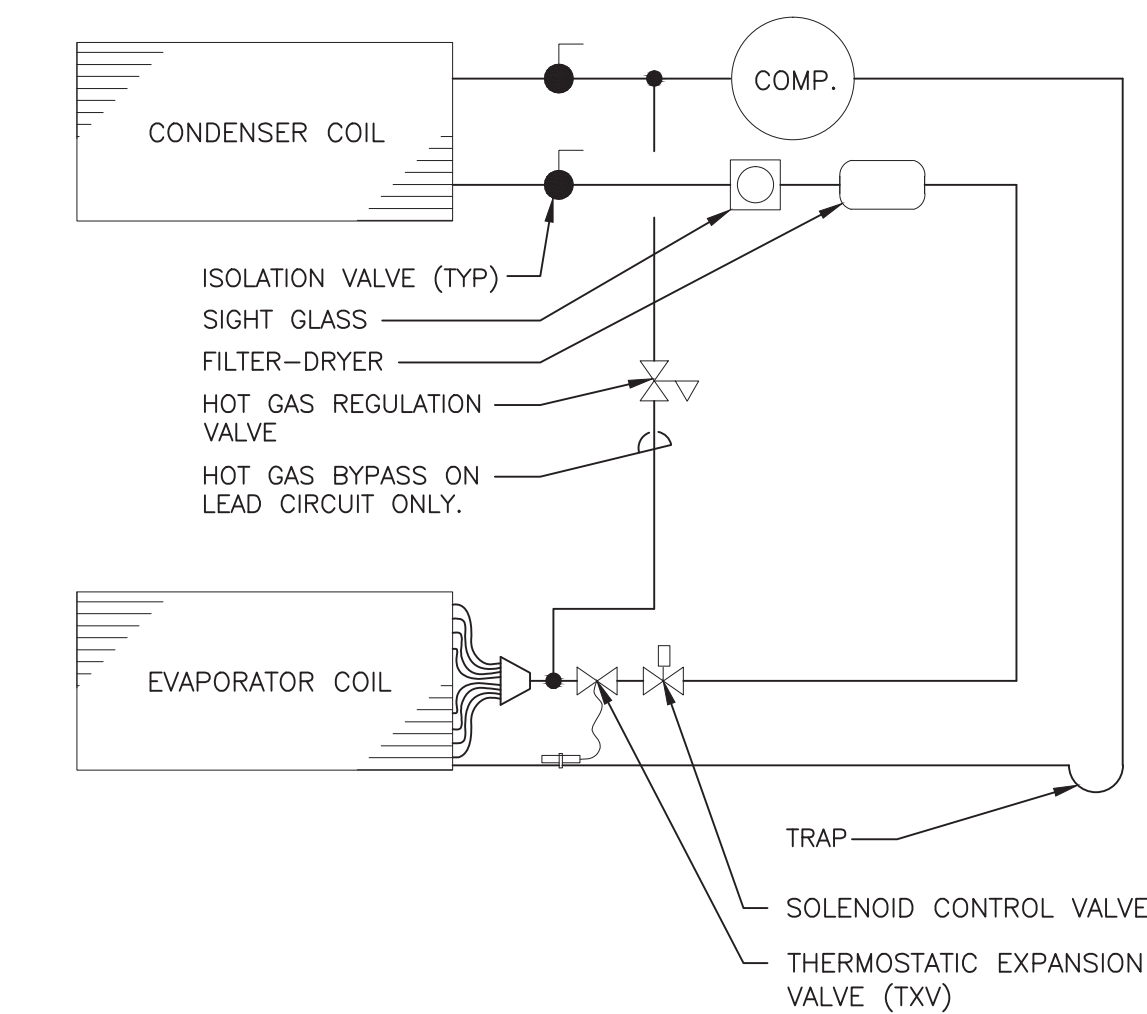 COMP.
CONDENSER COIL
ISOLATION VALVE (TYP)
SIGHT GLASS
FILTER-DRYER
HOT GAS REGULATION
VALVE
HOT GAS BYPASS ON
LEAD CIRCUIT ONLY.
EVAPORATOR COIL
TRAP
SOLENOID CONTROL VALVE
THERMOSTATIC EXPANSION
VALVE (TXV)